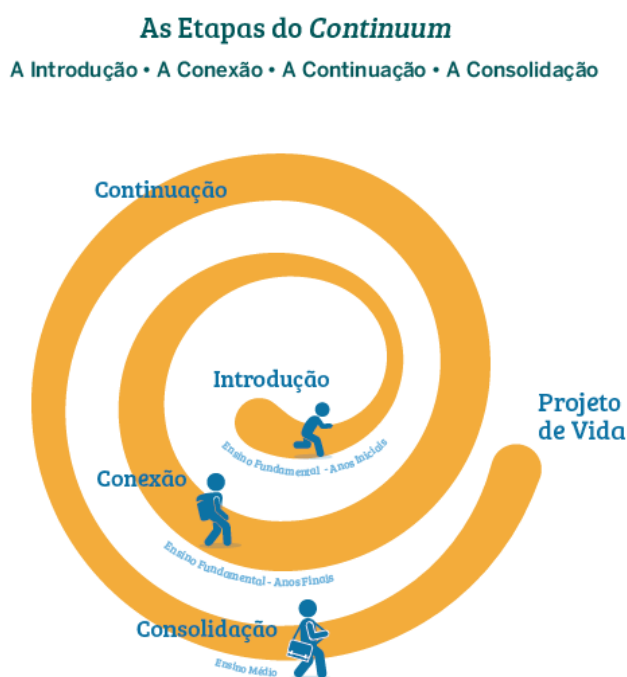 As Etapas do Continuum
A Introdução • A Conexão • A Continuação • A Consolidação
Continuação
Introdução
Projeto
de Vida
Ensino Fundamental - Anos Iniciais
Conexão
Ensino Fundamental - Anos Finais
Consolidação
Ensino Médio